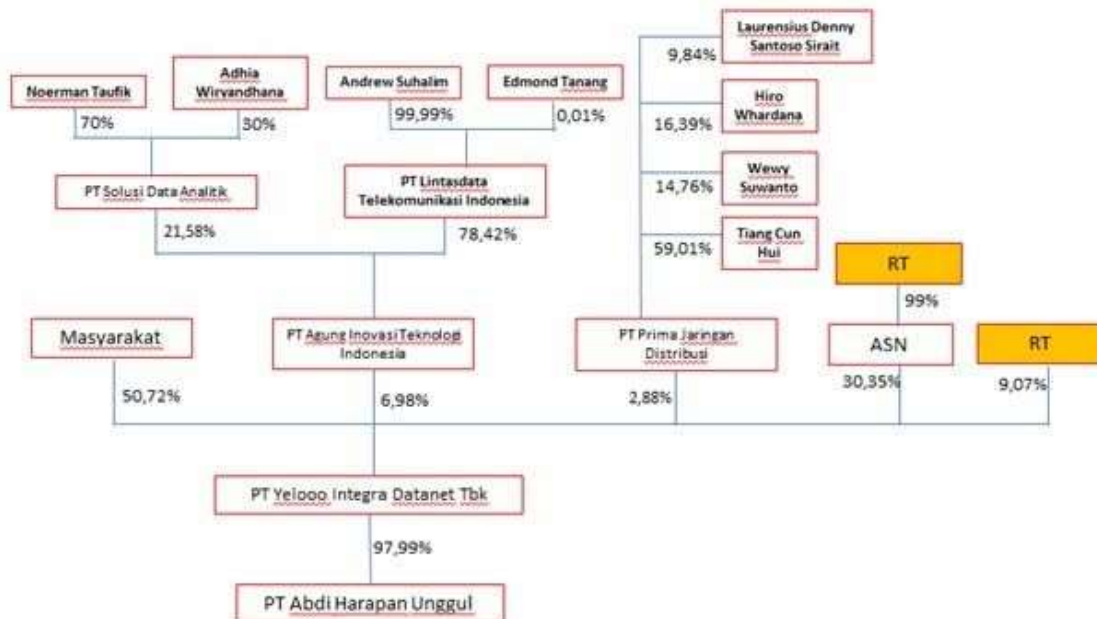 Laurensius Denny
Santoso Sirait
9,84%
Noerman Taufik
Adhia
Wiryandhana
Andrew Suhalim
Edmond Tanang
Hiro
Whardana
70%
30%
99,99%
0,01%
16,39%
PT Solusi Data Analitik
PT Lintasdata
Telekomunikasi Indonesia
14,76%
Wewy
Suwanto
21,58%
78,42%
59,01%
Tiang Cun
Hui
RT
99%
Masyarakat
PT Agung Inovasi Teknologi
Indonesia
PT Prima Jaringan
Distribusi
ASN
RT
50,72%
6,98%
2,88%
30,35%
9,07%
PT Yelooo Integra Datanet Tbk
97,99%
PT Abdi Harapan Unggul